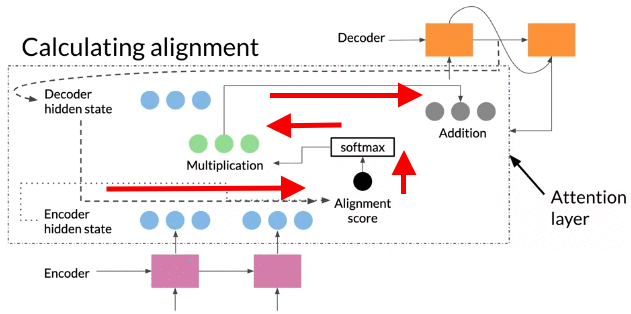 Calculating alignment
Decoder
Decoder
hidden state
Addition
Multiplication
softmax
Alignment
score
Attention
layer
Encoder
hidden state
Encoder